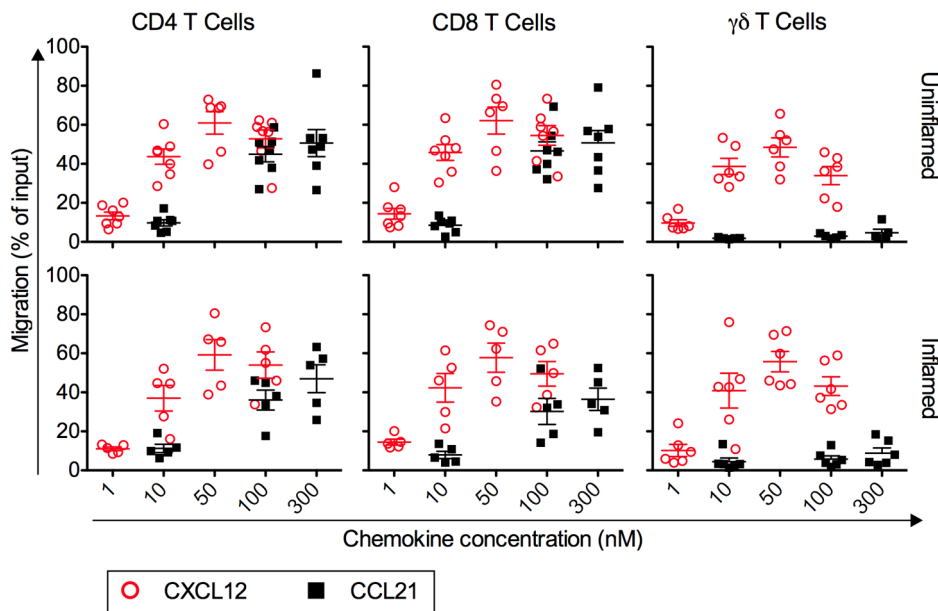 CD4 T Cells
CD8 T Cells
γδ T Cells
Migration (% of input)
100
80
60
40
20
0
Uninflamed
100
80
60
40
20
0
Inflamed
1 10 50 100 300
1 10 50 100 300
1 10 50 100 300
Chemokine concentration (nM)
CXCL12 CCL21